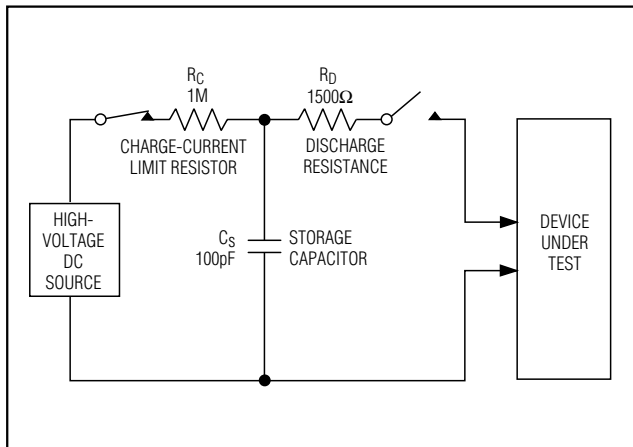 R_C
1M
CHARGE-CURRENT
LIMIT RESISTOR
R_D
1500Ω
DISCHARGE
RESISTANCE
HIGH-
VOLTAGE
DC
SOURCE
C_S
100pF
STORAGE
CAPACITOR
DEVICE
UNDER
TEST